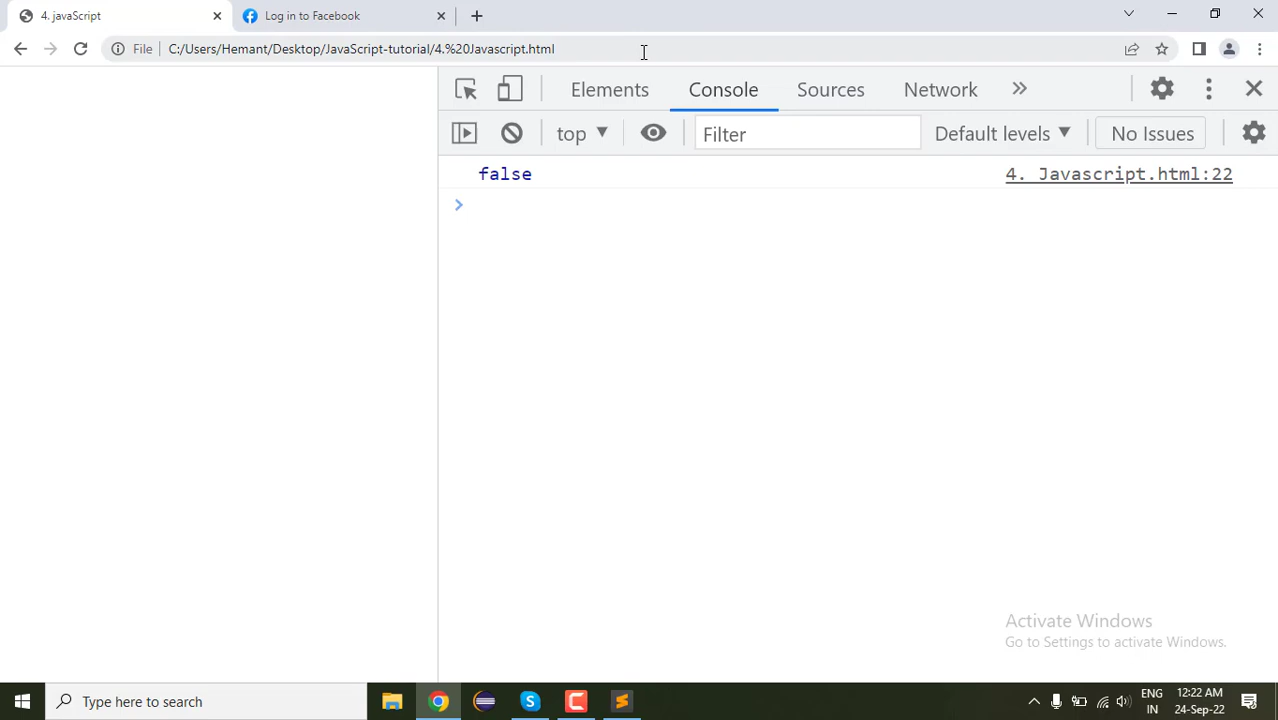 4. javaScript
Log in to Facebook
File
C:/Users/Hemant/Desktop/JavaScript-tutorial/4.%20Javascript.html
Elements
Console
Sources
Network
top
Filter
Default levels
No Issues
false
4. Javascript.html:22
Activate Windows
Go to Settings to activate Windows.
Type here to search
ENG
IN
12:22 AM
24-Sep-22